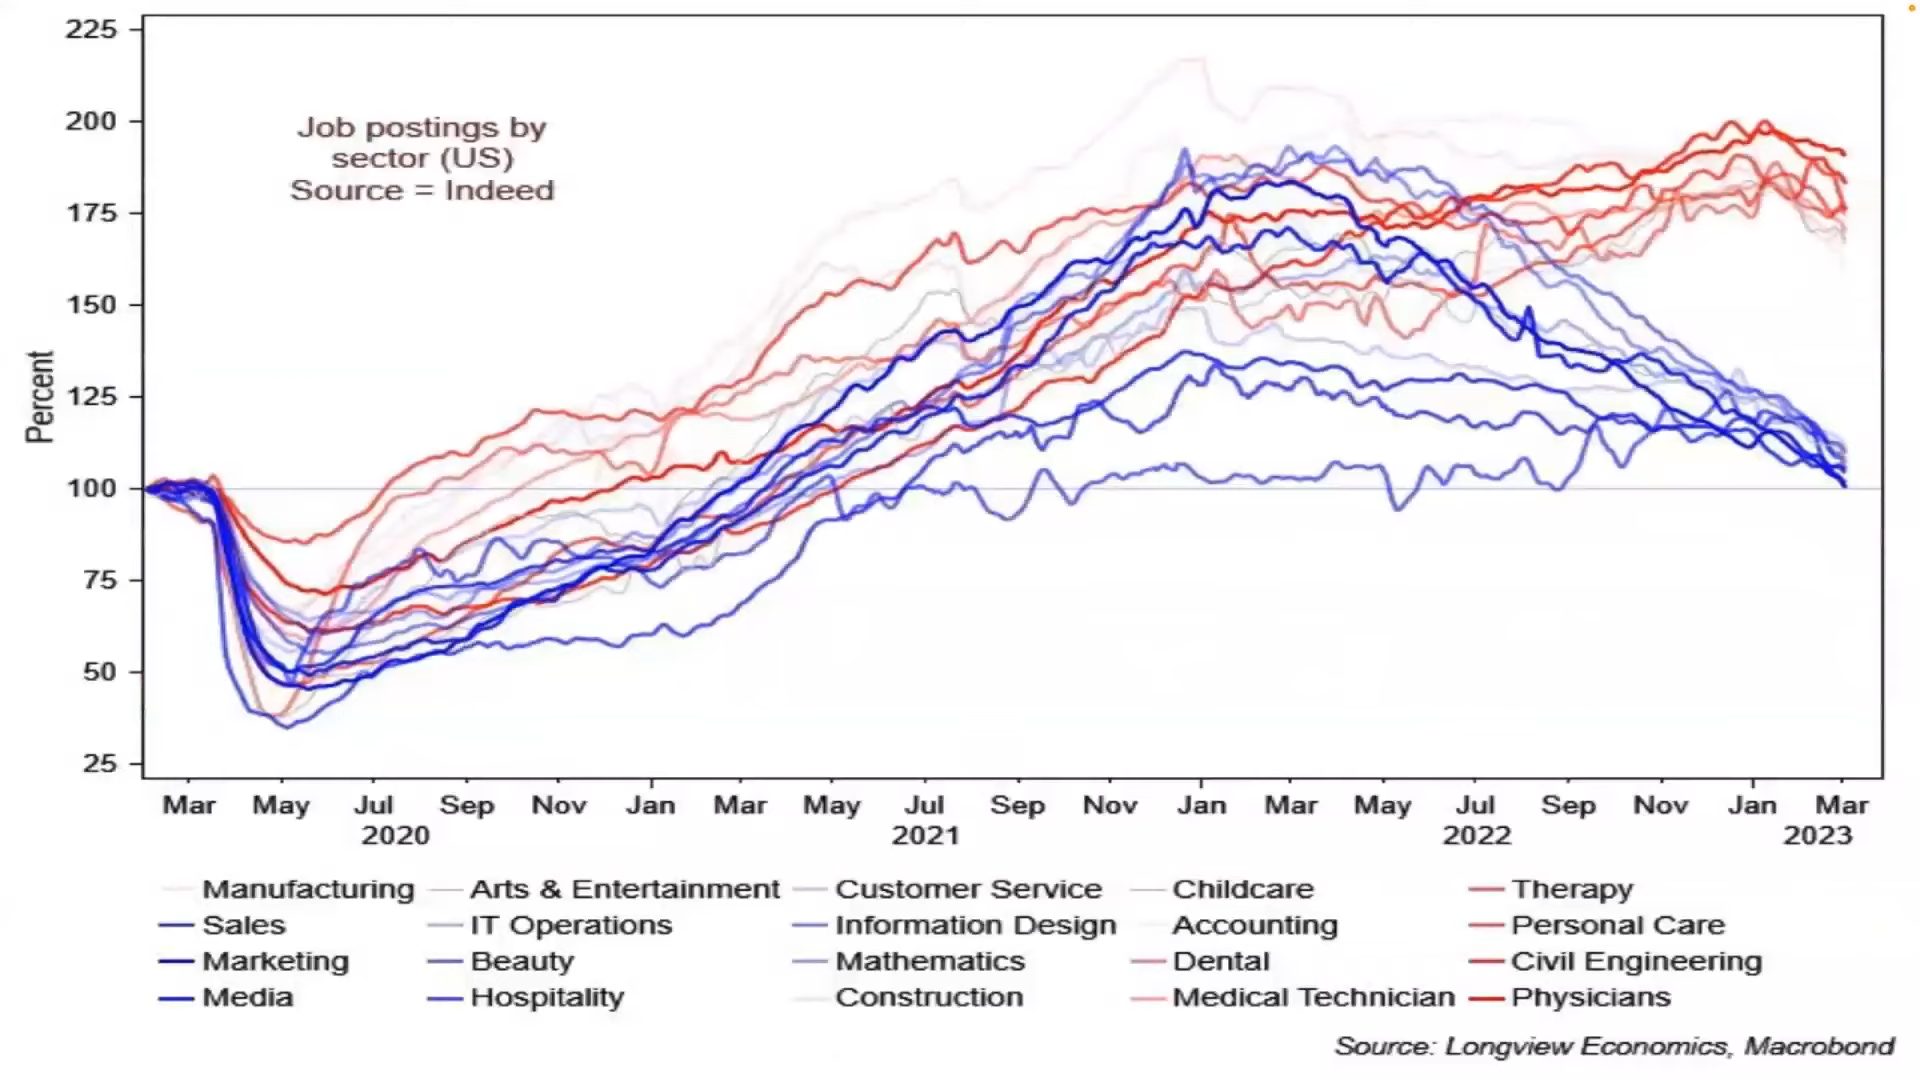 Job postings by
sector (US)
Source = Indeed
Percent
225
200
175
150
125
100
75
50
25
Mar May Jul Sep Nov Jan Mar May Jul Sep Nov Jan Mar May Jul Sep Nov Jan Mar
2020 2021 2022 2023
Manufacturing Arts & Entertainment Customer Service Childcare Therapy
Sales IT Operations Information Design Accounting Personal Care
Marketing Beauty Mathematics Dental Civil Engineering
Media Hospitality Construction Medical Technician Physicians
Source: Longview Economics, Macrobond